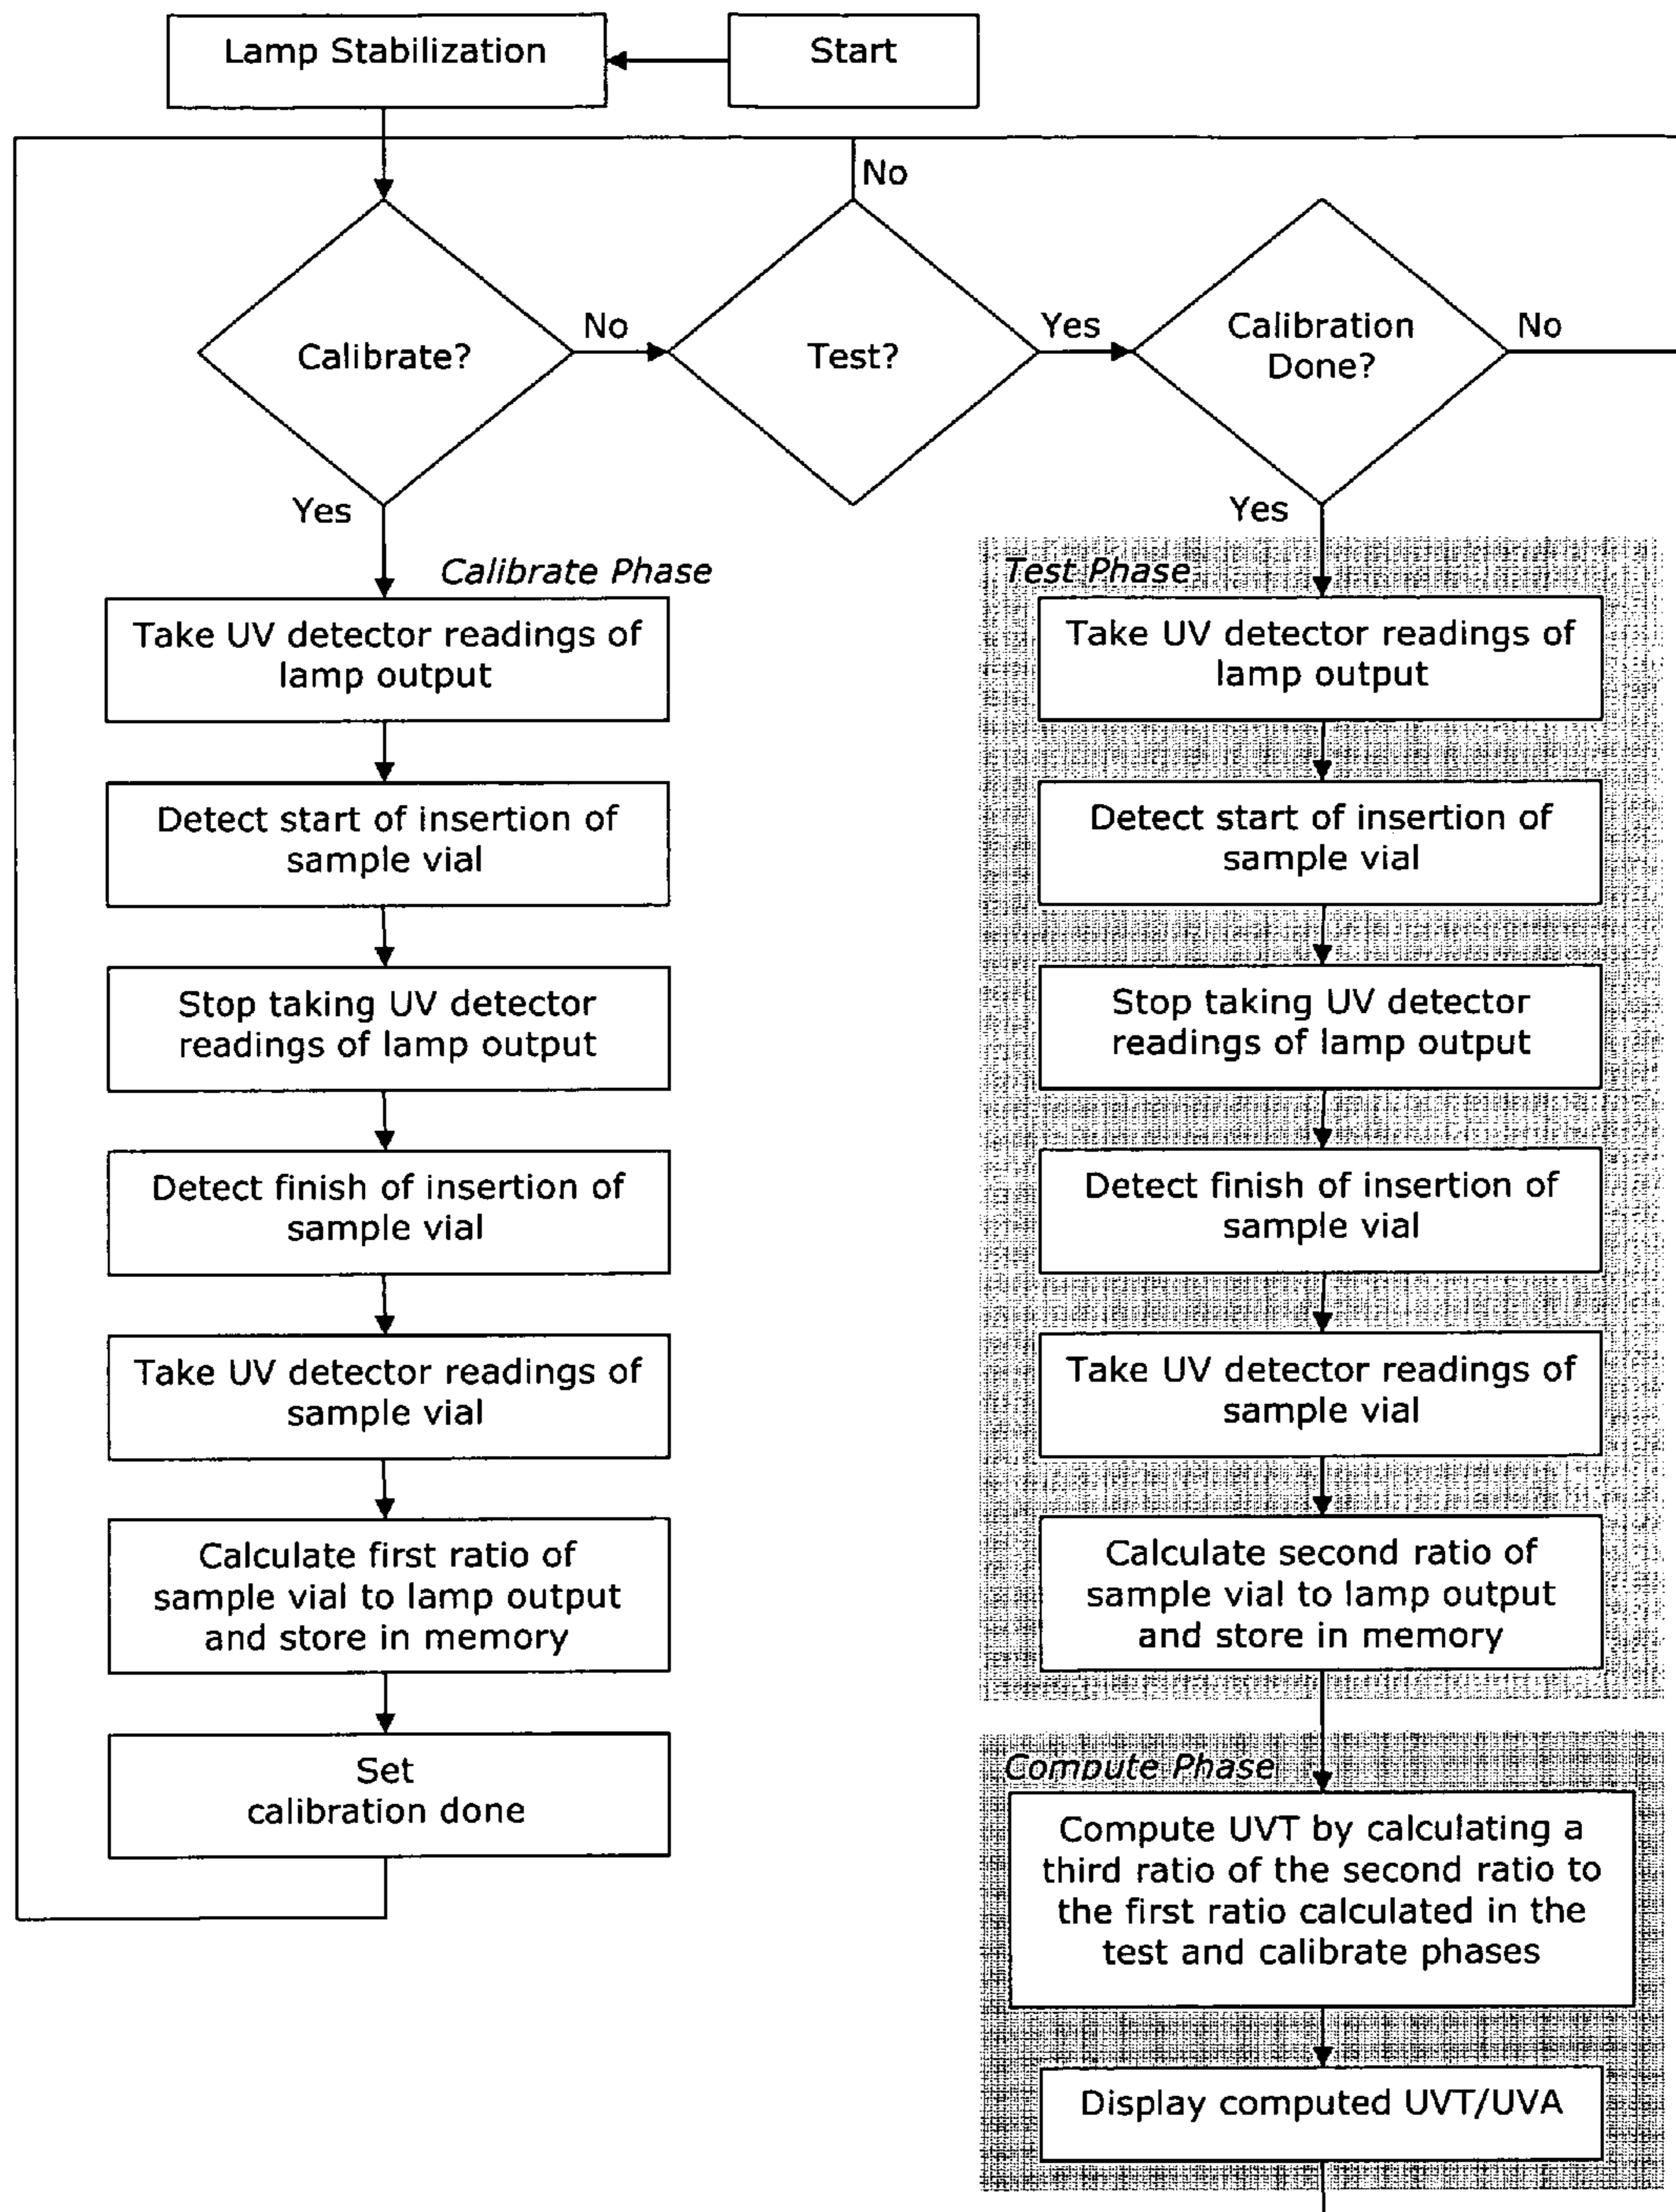 Lamp Stabilization
Start
No
Calibrate?
No
Test?
Yes
Calibration
Done?
No
Yes
Yes
Calibrate Phase
Take UV detector readings of
lamp output
Detect start of insertion of
sample vial
Stop taking UV detector
readings of lamp output
Detect finish of insertion of
sample vial
Take UV detector readings of
sample vial
Calculate first ratio of
sample vial to lamp output
and store in memory
Set
calibration done
Test Phase
Take UV detector readings of
lamp output
Detect start of insertion of
sample vial
Stop taking UV detector
readings of lamp output
Detect finish of insertion of
sample vial
Take UV detector readings of
sample vial
Calculate second ratio of
sample vial to lamp output
and store in memory
Compute Phase
Compute UVT by calculating a
third ratio of the second ratio to
the first ratio calculated in the
test and calibrate phases
Display computed UVT/UVA